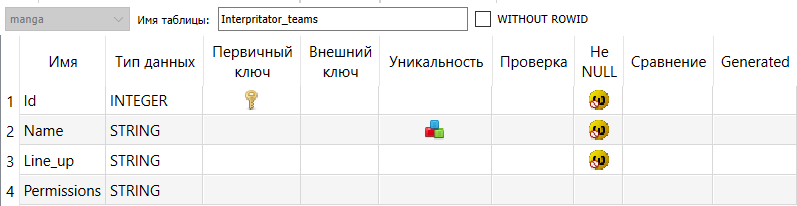 manga Имя таблицы: Interpritator_teams WITHOUT ROWID
Имя Тип данных Первичный ключ Внешний ключ Уникальность Проверка Не NULL Сравнение Generated
1 Id INTEGER
2 Name STRING
3 Line_up STRING
4 Permissions STRING